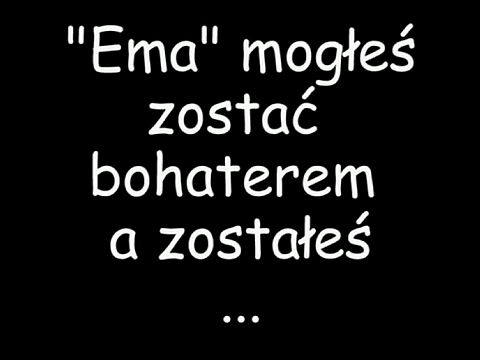 "Ema" mogłeś
zostać
bohaterem
a zostałeś
...